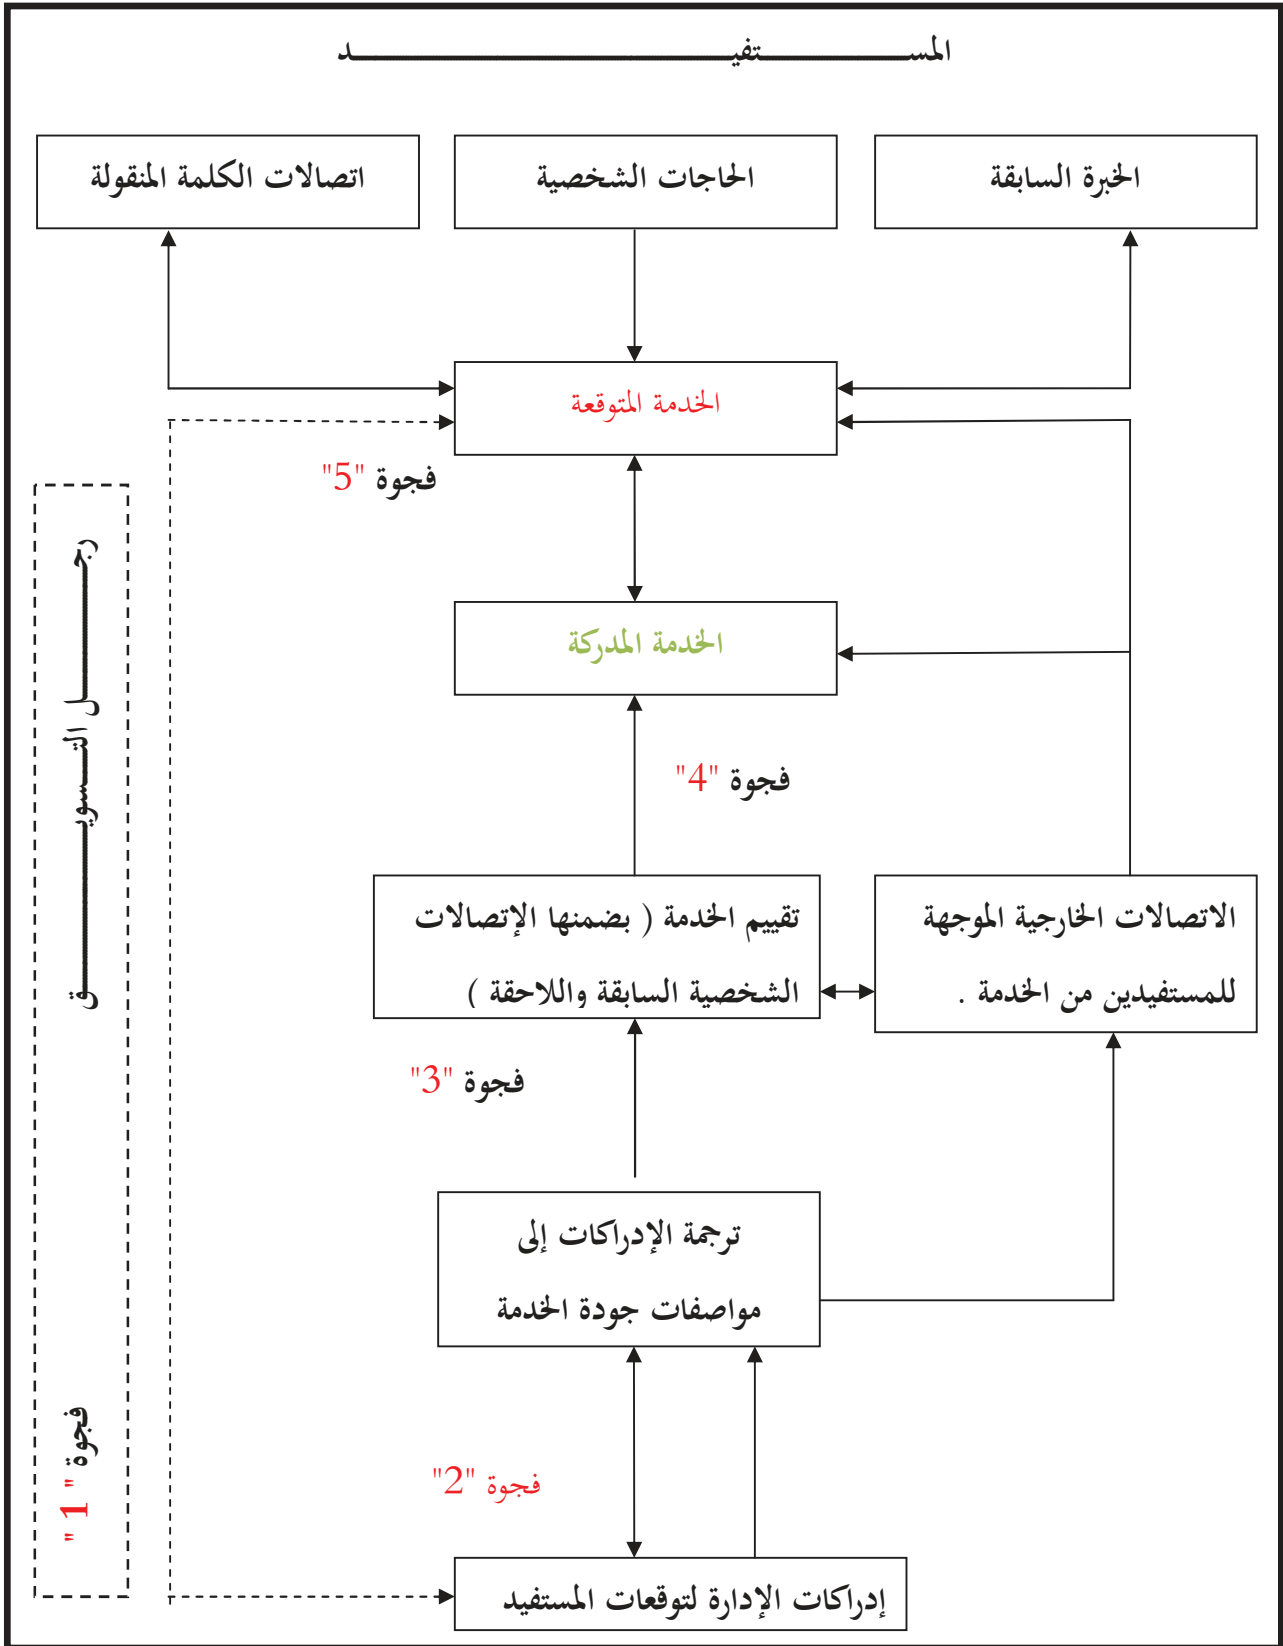 المستفيد
الخبرة السابقة
الحاجات الشخصية
اتصالات الكلمة المنقولة
الخدمة المتوقعة
فجوة "5"
الخدمة المدركة
فجوة "4"
الاتصالات الخارجية الموجهة
للمستفيدين من الخدمة .
تقييم الخدمة ( بضمنها الإتصالات
الشخصية السابقة واللاحقة )
فجوة "3"
ترجمة الإدراكات إلى
مواصفات جودة الخدمة
فجوة "2"
إدراكات الإدارة لتوقعات المستفيد
رجل التسويق
فجوة " 1 "